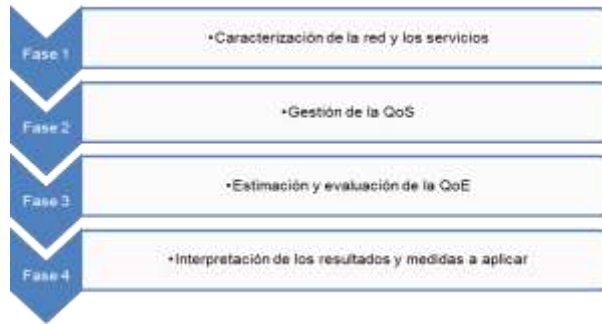 Fase 1
•Caracterización de la red y los servicios
Fase 2
•Gestión de la QoS
Fase 3
•Estimación y evaluación de la QoE
Fase 4
•Interpretación de los resultados y medidas a aplicar